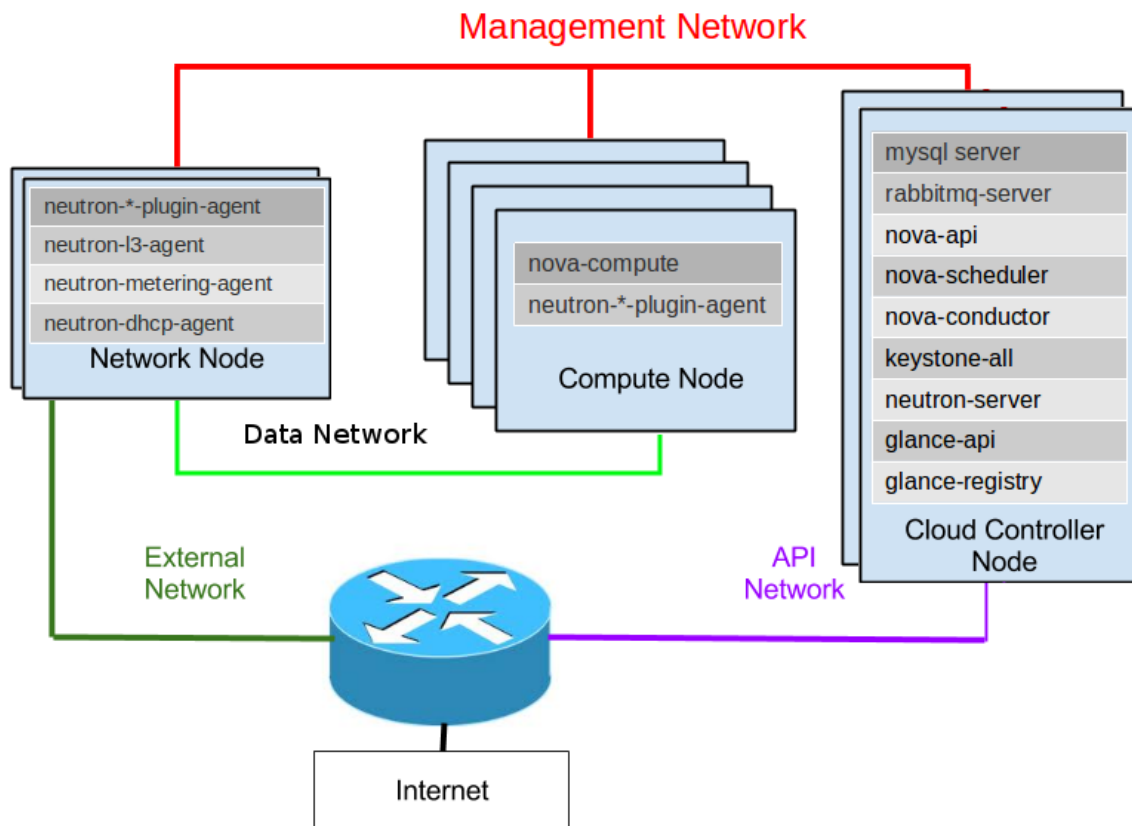 Management Network
neutron-*-plugin-agent
neutron-l3-agent
neutron-metering-agent
neutron-dhcp-agent
Network Node
nova-compute
neutron-*-plugin-agent
Compute Node
mysql server
rabbitmq-server
nova-api
nova-scheduler
nova-conductor
keystone-all
neutron-server
glance-api
glance-registry
Cloud Controller
Node
Data Network
External
Network
API
Network
Internet